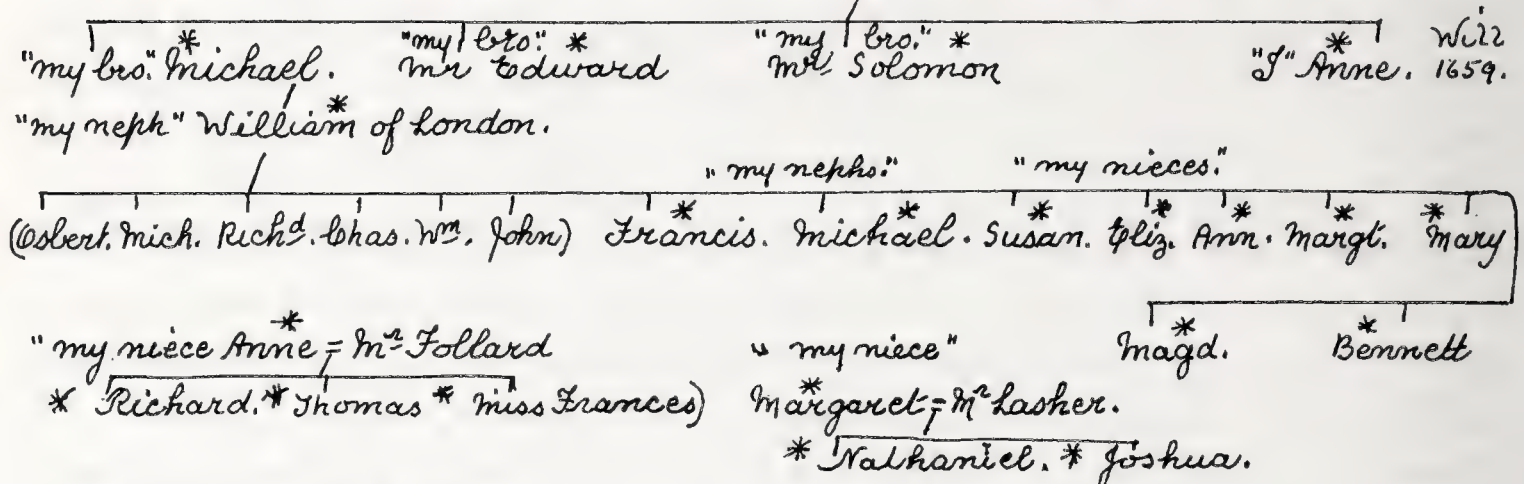 "my bro." Michael. "my bro." Mr Edward "my bro." Mr Solomon "I" Anne. Will 1659.
"my neph" William of London.
"my nephs." "my nieces."
(Osbert. Mich. Richd. Chas. Wm. John) Francis. Michael. Susan. Eliz. Ann. Margt. Mary
"my niece Anne = Mr Follard "my niece" Magd. Bennett
* Richard. * Thomas * Miss Frances) Margaret = Mr Lasher.
* Nathaniel. * Joshua.